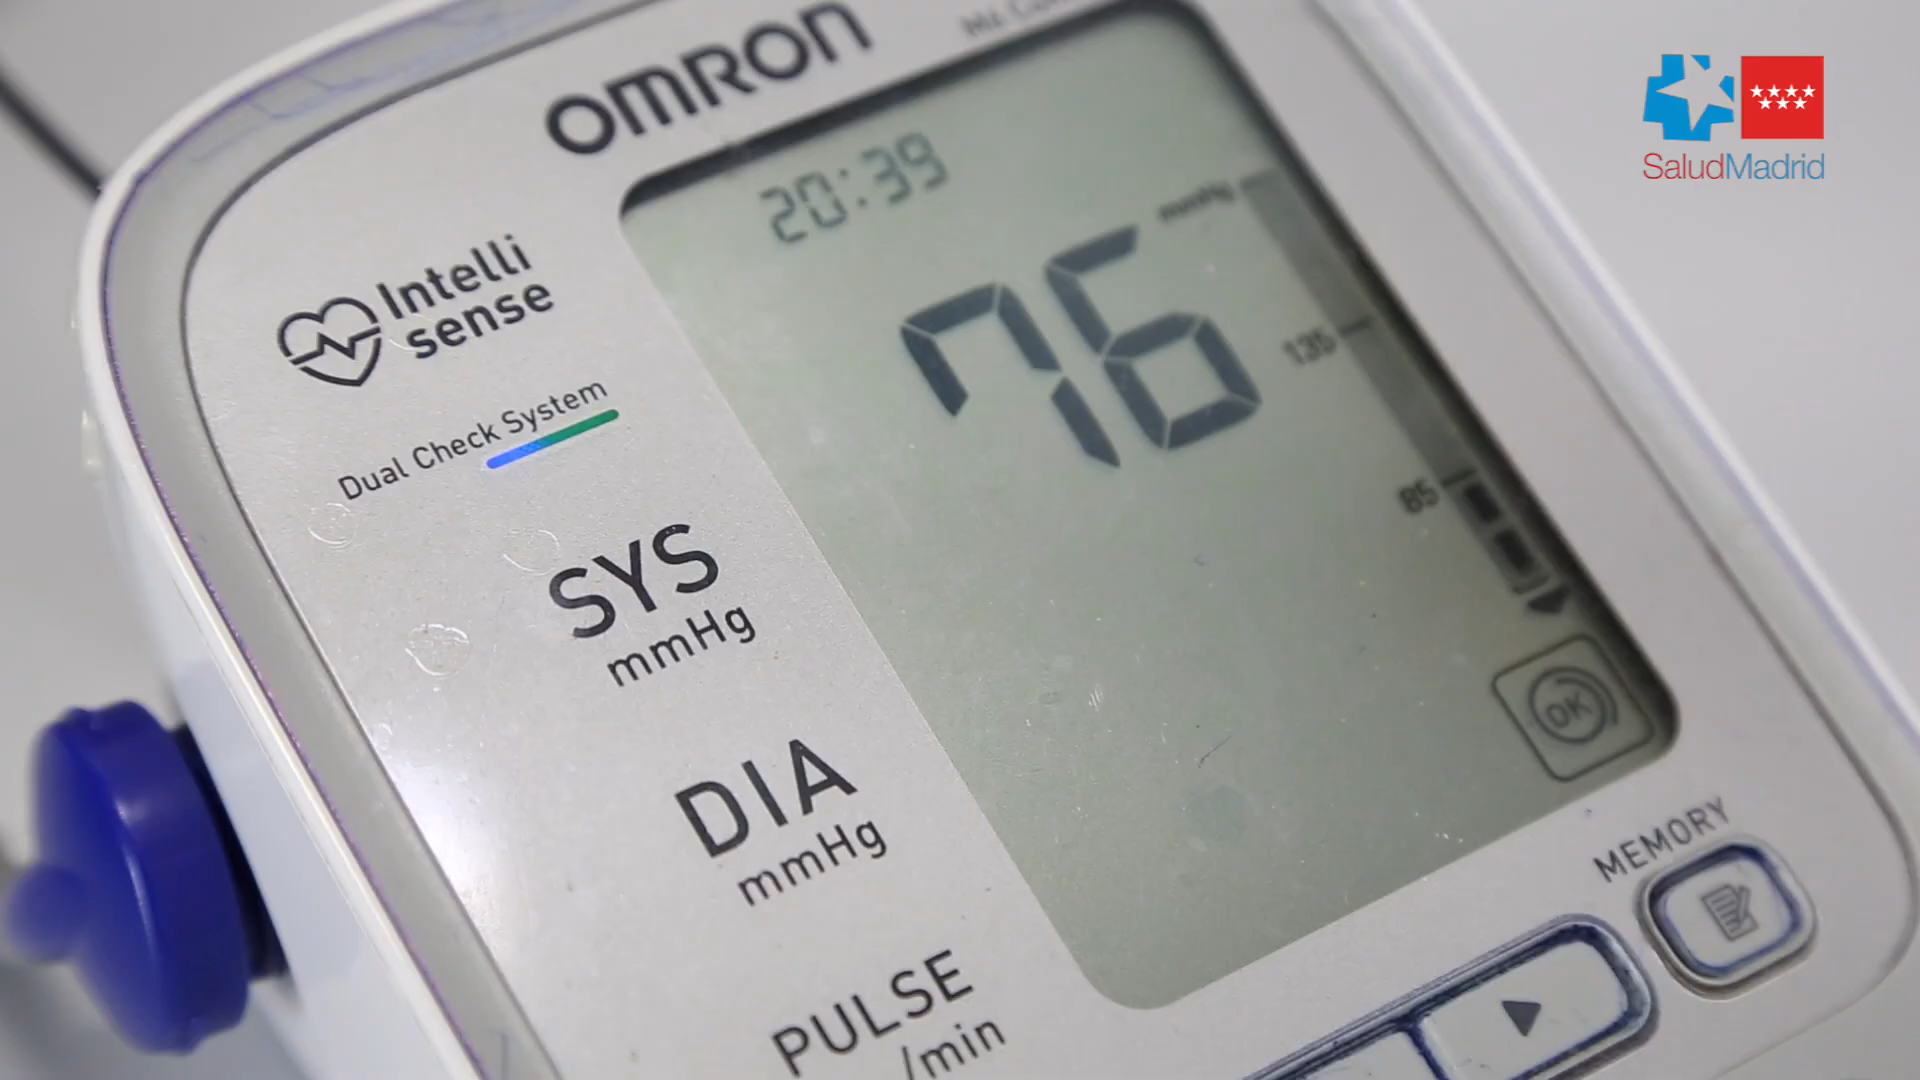 OMRON
SaludMadrid
20:39
mmHg
76
Intelli
sense
135
Dual Check System
85
SYS
mmHg
OK
DIA
mmHg
MEMORY
PULSE
/min